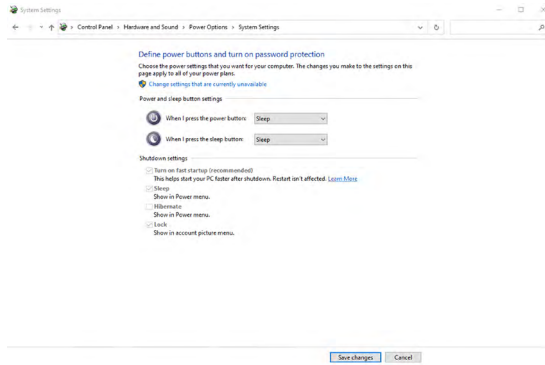 System Settings
Control Panel > Hardware and Sound > Power Options > System Settings
Define power buttons and turn on password protection
Choose the power settings that you want for your computer. The changes you make to the settings on this
page apply to all of your power plans.
Change settings that are currently unavailable
Power and sleep button settings
When I press the power button: Sleep
When I press the sleep button: Sleep
Shutdown settings
Turn on fast startup (recommended)
This helps start your PC faster after shutdown. Restart isn't affected. Learn More
Sleep
Show in Power menu.
Hibernate
Show in Power menu.
Lock
Show in account picture menu.
Save changes Cancel